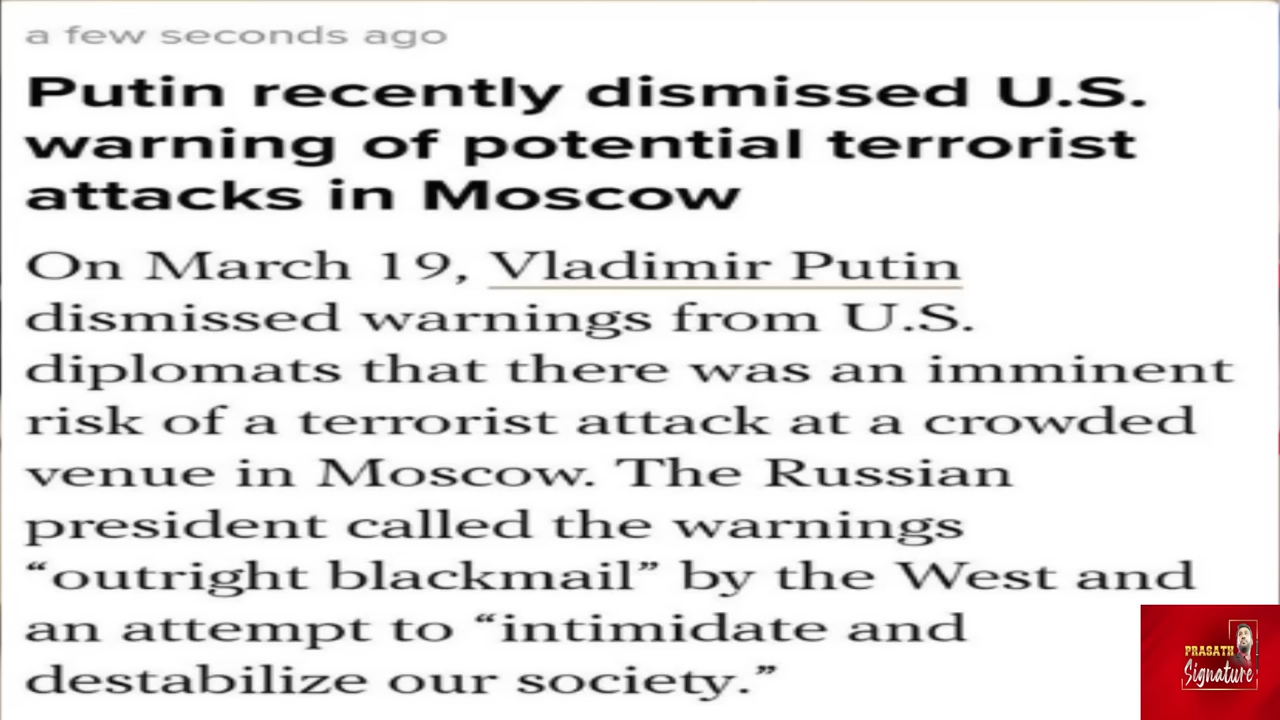 a few seconds ago
Putin recently dismissed U.S.
warning of potential terrorist
attacks in Moscow
On March 19, Vladimir Putin
dismissed warnings from U.S.
diplomats that there was an imminent
risk of a terrorist attack at a crowded
venue in Moscow. The Russian
president called the warnings
“outright blackmail” by the West and
an attempt to “intimidate and
destabilize our society.”
PRASATH
Signature